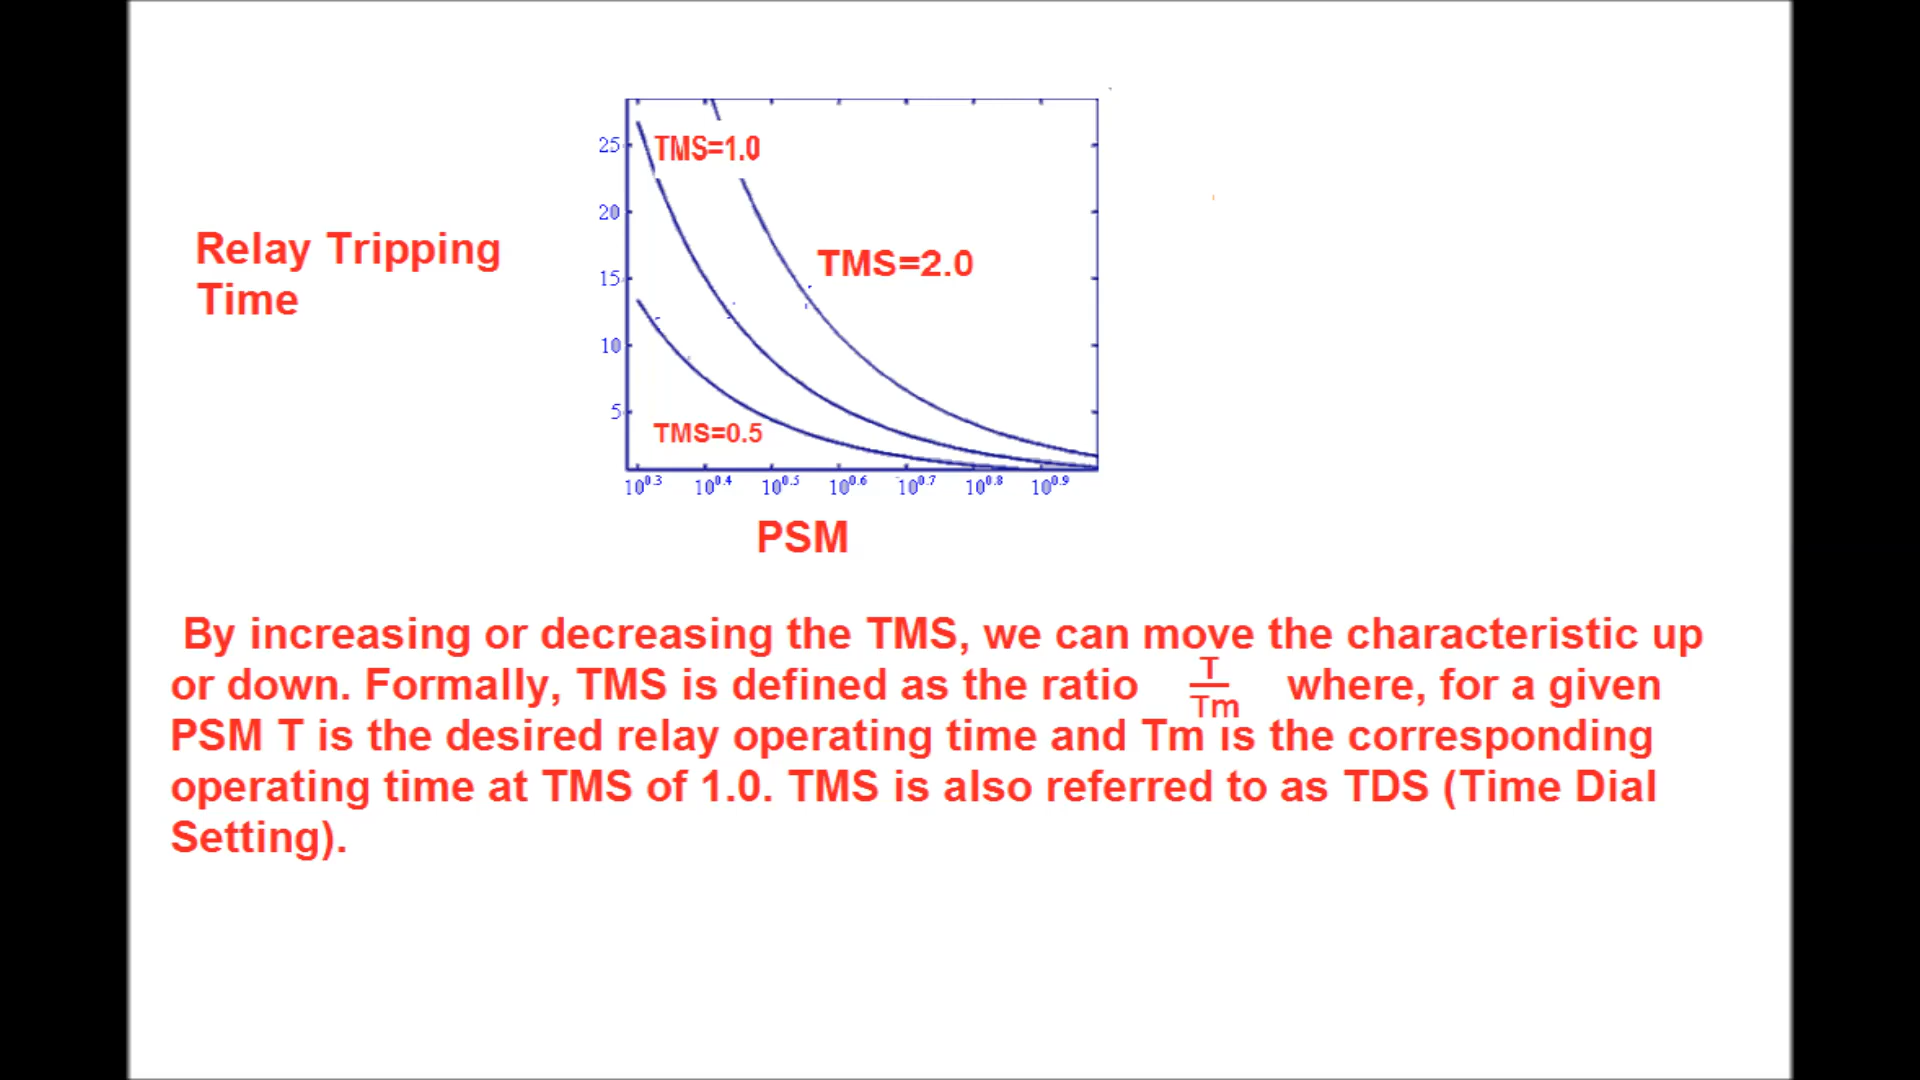 25
TMS=1.0
20
Relay Tripping
Time
TMS=2.0
15
10
5
TMS=0.5
10^0.3 10^0.4 10^0.5 10^0.6 10^0.7 10^0.8 10^0.9
PSM
By increasing or decreasing the TMS, we can move the characteristic up
or down. Formally, TMS is defined as the ratio T/Tm where, for a given
PSM T is the desired relay operating time and Tm is the corresponding
operating time at TMS of 1.0. TMS is also referred to as TDS (Time Dial
Setting).